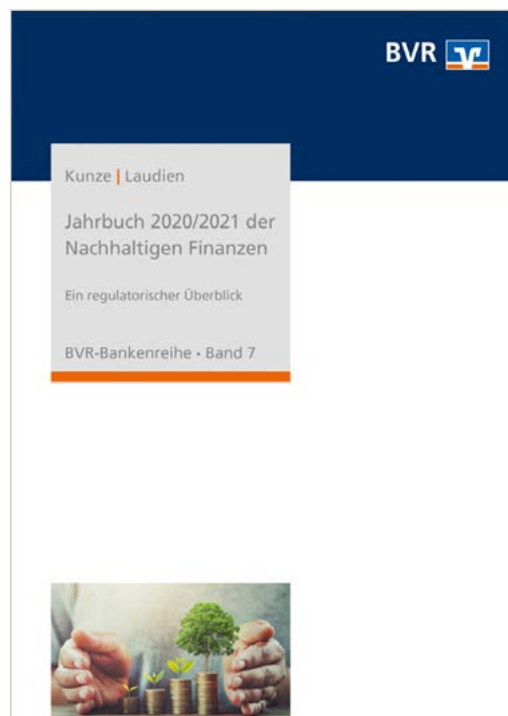 BVR
Kunze | Laudien
Jahrbuch 2020/2021 der
Nachhaltigen Finanzen
Ein regulatorischer Überblick
BVR-Bankenreihe • Band 7